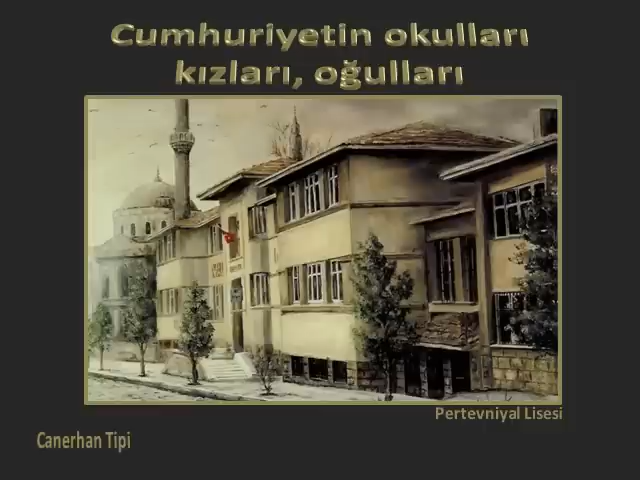 Cumhuriyetin okulları
kızları, oğulları
Pertevniyal Lisesi
Canerhan Tipi